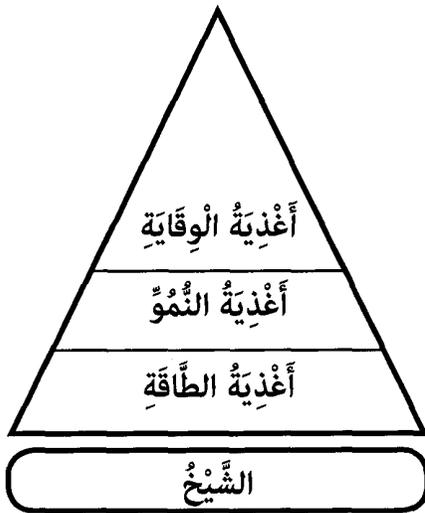 أَغْذِيَةُ الْوِقَايَةِ
أَغْذِيَةُ النُّمُوِّ
أَغْذِيَةُ الطَّاقَةِ
الشَّيْخُ